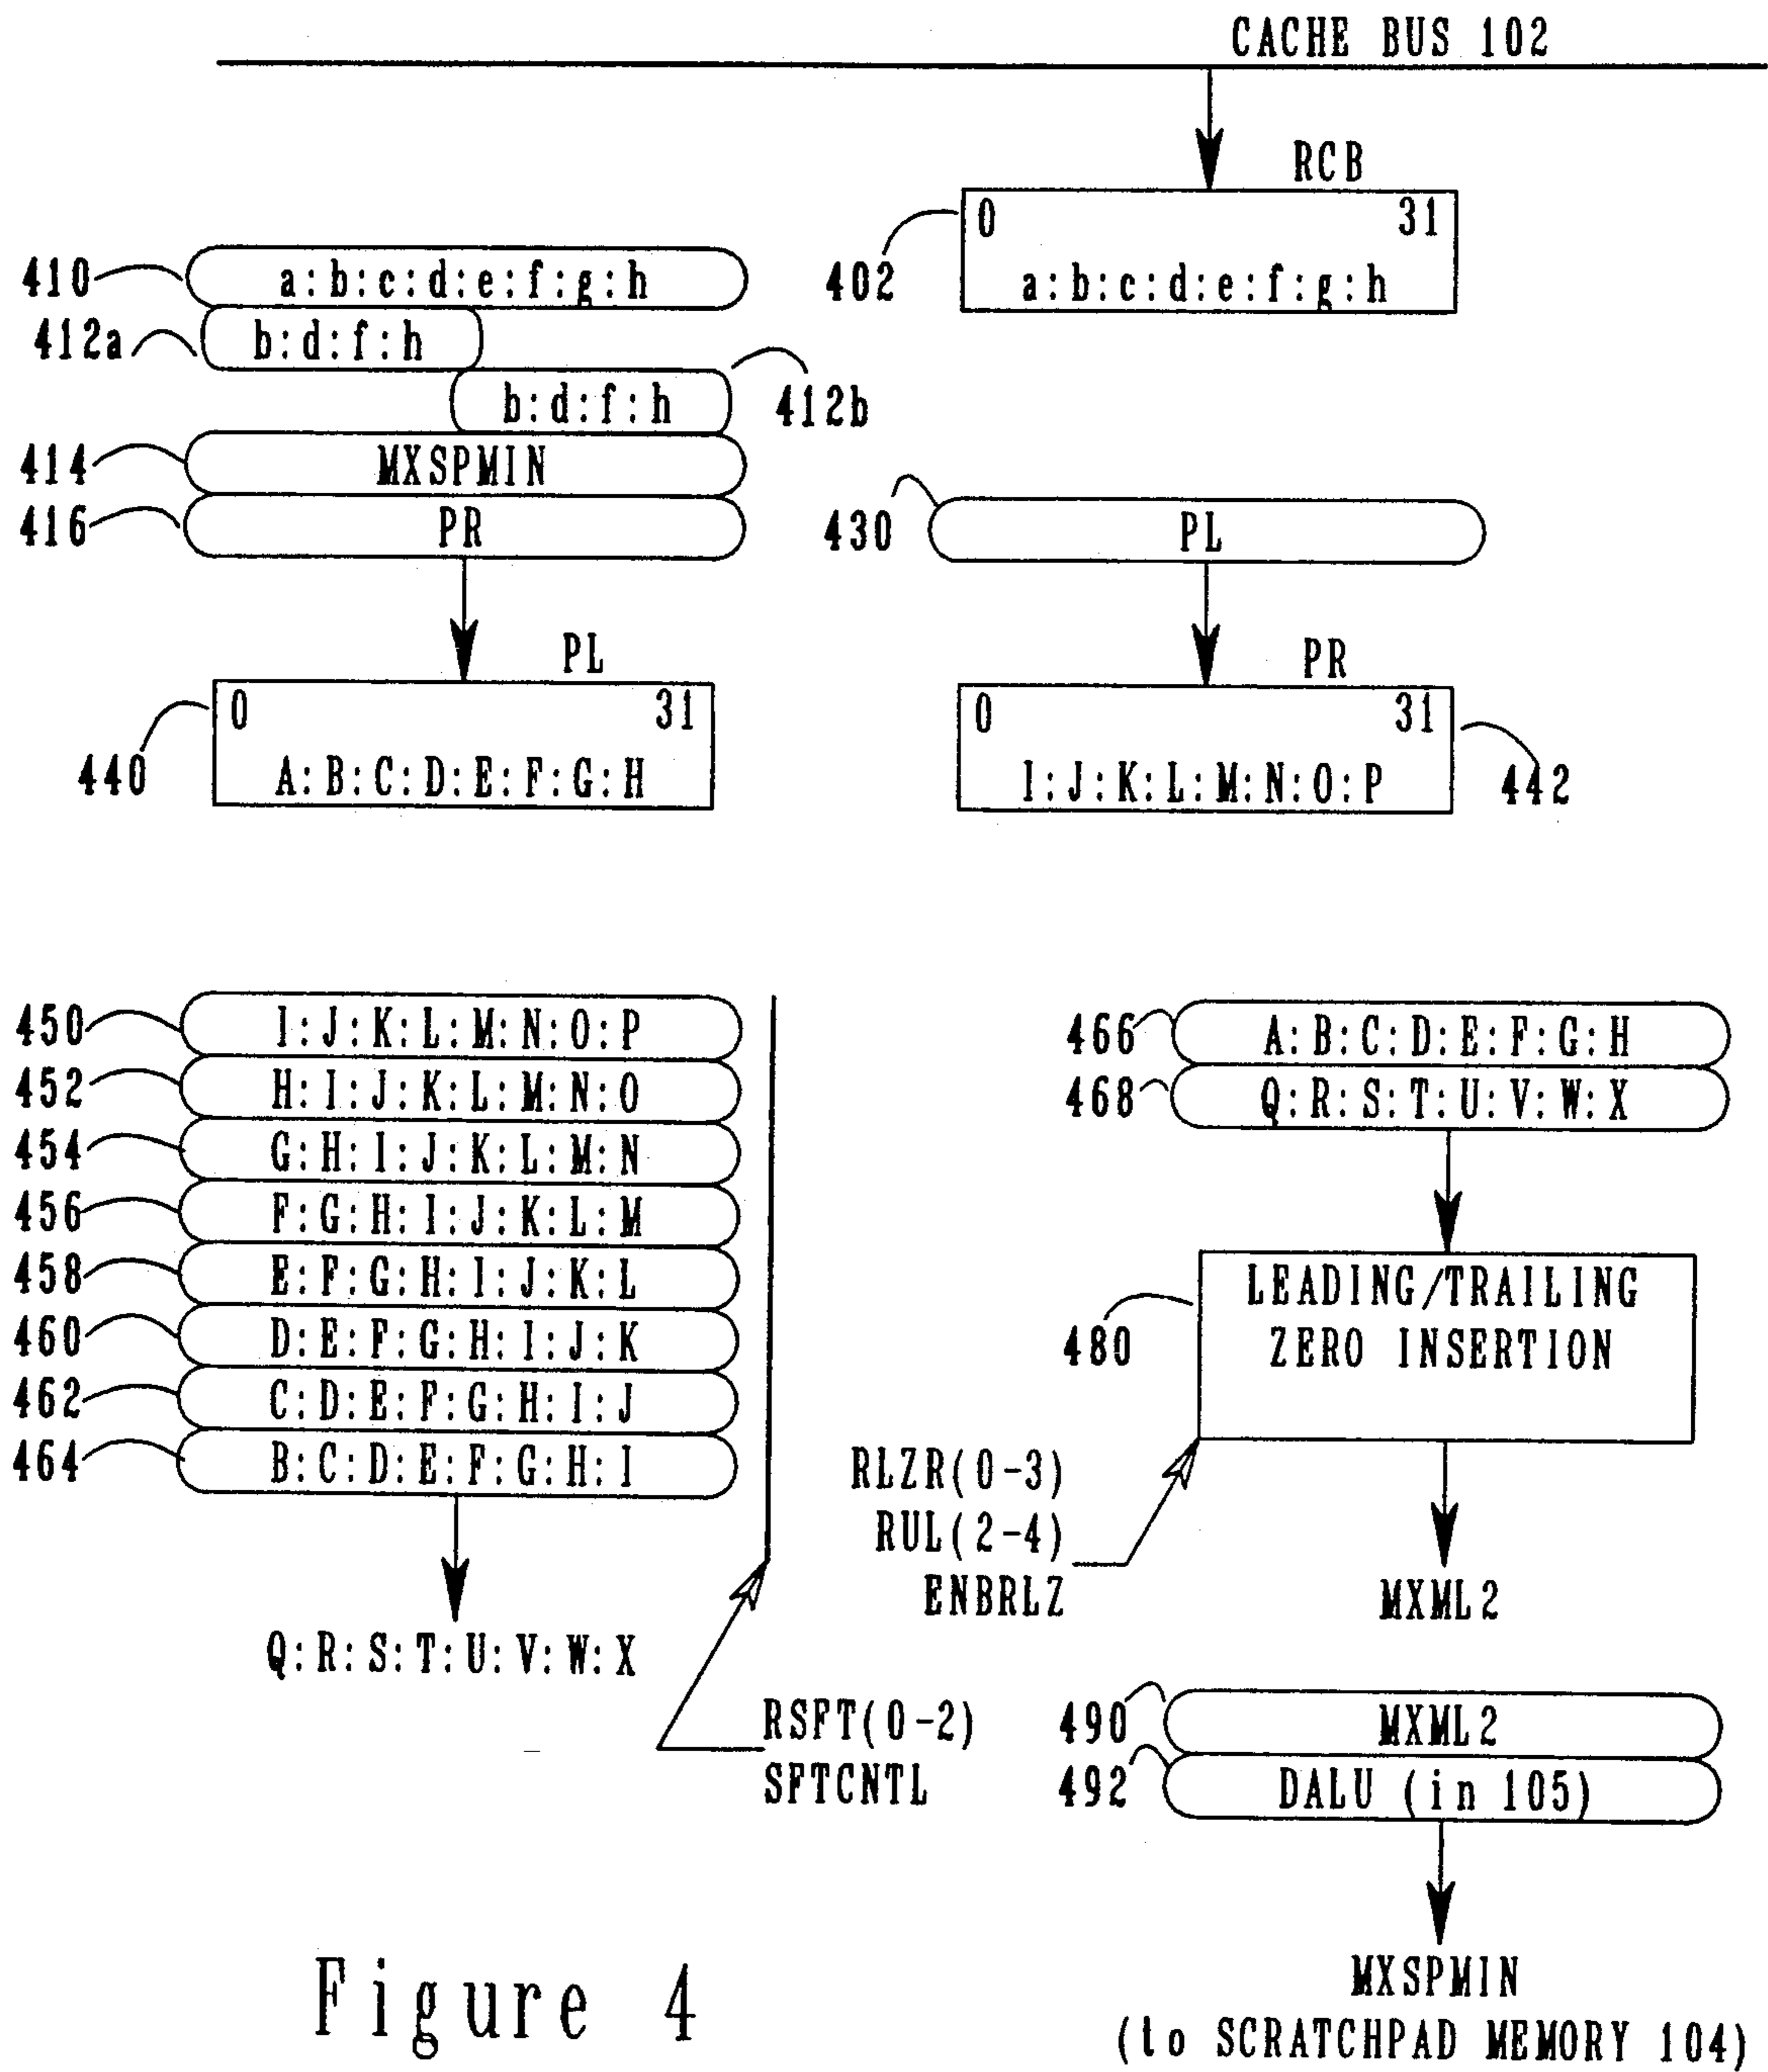 CACHE BUS 102
RCB
0 31
402
a:b:c:d:e:f:g:h
410
a:b:c:d:e:f:g:h
412a
b:d:f:h
b:d:f:h
412b
414
MXSPMIN
416
PR
430
PL
PL
0 31
440
A:B:C:D:E:F:G:H
PR
0 31
I:J:K:L:M:N:O:P
442
450
I:J:K:L:M:N:O:P
452
H:I:J:K:L:M:N:O
454
G:H:I:J:K:L:M:N
456
F:G:H:I:J:K:L:M
458
E:F:G:H:I:J:K:L
460
D:E:F:G:H:I:J:K
462
C:D:E:F:G:H:I:J
464
B:C:D:E:F:G:H:I
Q:R:S:T:U:V:W:X
RSFT(0-2)
SFTCNTL
466
A:B:C:D:E:F:G:H
468
Q:R:S:T:U:V:W:X
480
LEADING/TRAILING
ZERO INSERTION
RLZR(0-3)
RUL(2-4)
ENBRLZ
MXML2
490
MXML2
492
DALU (in 105)
MXSPMIN
(to SCRATCHPAD MEMORY 104)
Figure 4